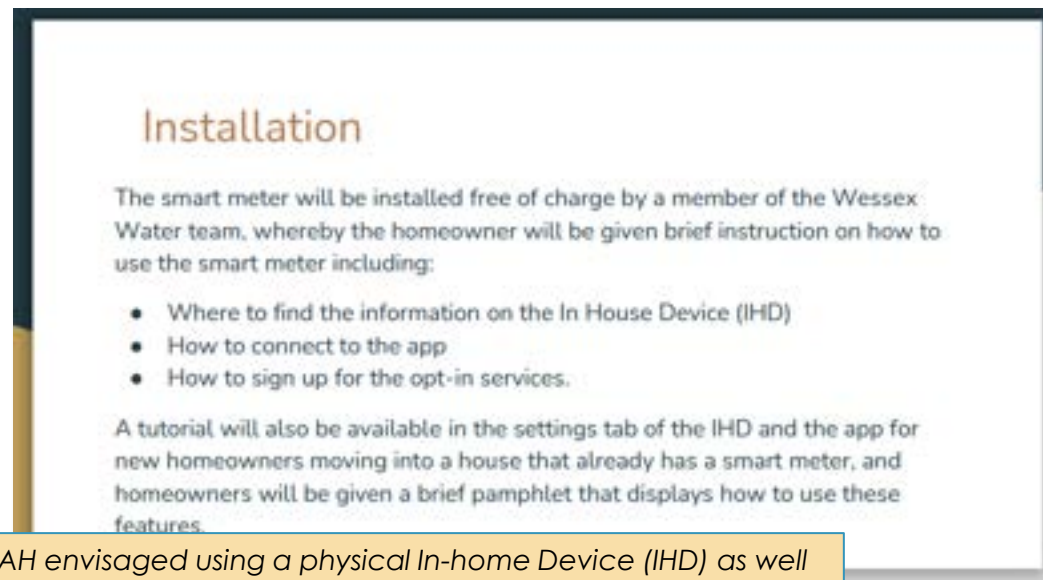 Installation
The smart meter will be installed free of charge by a member of the Wessex
Water team, whereby the homeowner will be given brief instruction on how to
use the smart meter including:
● Where to find the information on the In House Device (IHD)
● How to connect to the app
● How to sign up for the opt-in services.
A tutorial will also be available in the settings tab of the IHD and the app for
new homeowners moving into a house that already has a smart meter, and
homeowners will be given a brief pamphlet that displays how to use these
features.
AH envisaged using a physical In-home Device (IHD) as well